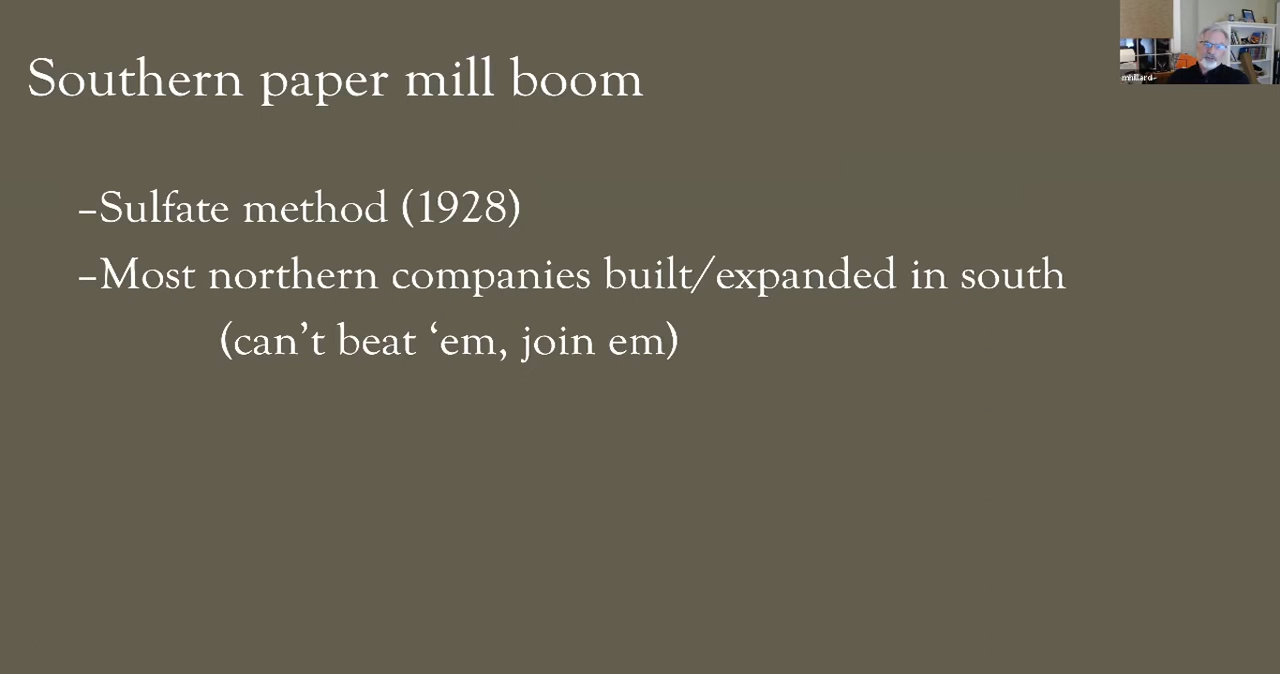 Southern paper mill boom
mhillard
–Sulfate method (1928)
–Most northern companies built/expanded in south
(can’t beat ‘em, join em)